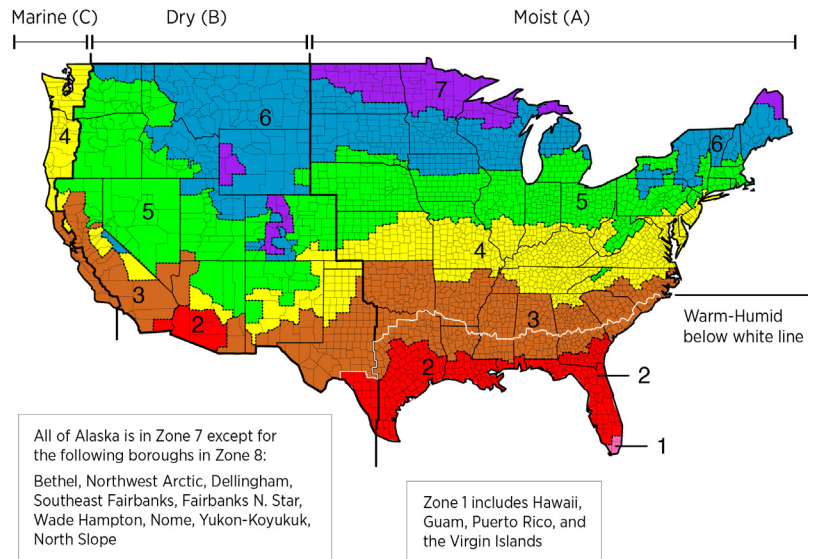 Marine (C)
Dry (B)
Moist (A)
7
6
4
6
5
5
4
3
3
2
2
2
1
Warm-Humid
below white line
All of Alaska is in Zone 7 except for
the following boroughs in Zone 8:
Bethel, Northwest Arctic, Dellingham,
Southeast Fairbanks, Fairbanks N. Star,
Wade Hampton, Nome, Yukon-Koyukuk,
North Slope
Zone 1 includes Hawaii,
Guam, Puerto Rico, and
the Virgin Islands